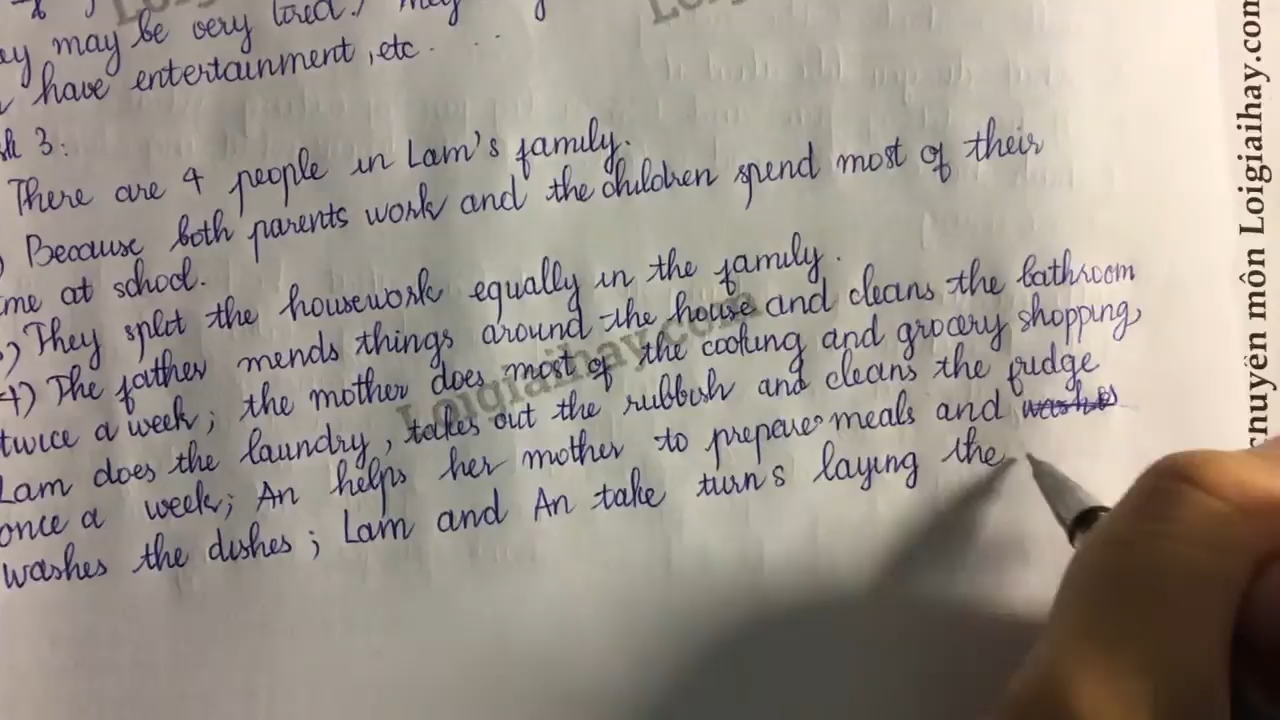 ey may be very tired. They
have entertainment, etc. ...
3:
There are 4 people in Lam's family.
) Because both parents work and the children spend most of their
me at school.
) They split the housework equally in the family.
4) The father mends things around the house and cleans the bathroom
twice a week; the mother does most of the cooking and grocery shopping,
Lam does the laundry, takes out the rubbish and cleans the fridge
once a week; An helps her mother to prepare meals and washes
washes the dishes; Lam and An take turns laying the
Loigiaihay.com
chuyên môn Loigiaihay.com